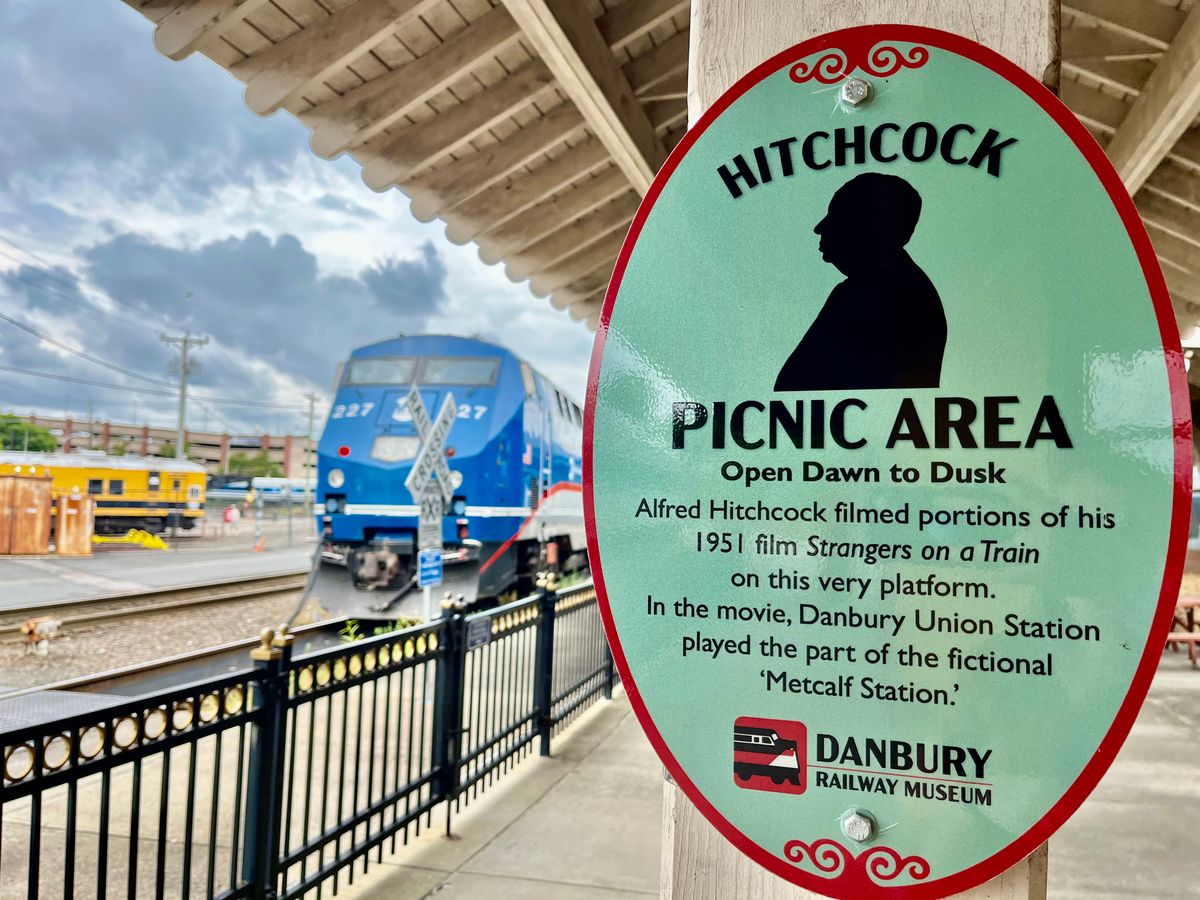 HITCHCOCK
PICNIC AREA
Open Dawn to Dusk
Alfred Hitchcock filmed portions of his
1951 film Strangers on a Train
on this very platform.
In the movie, Danbury Union Station
played the part of the fictional
‘Metcalf Station.’
DANBURY
RAILWAY MUSEUM
227
27
RAILROAD
CROSSING